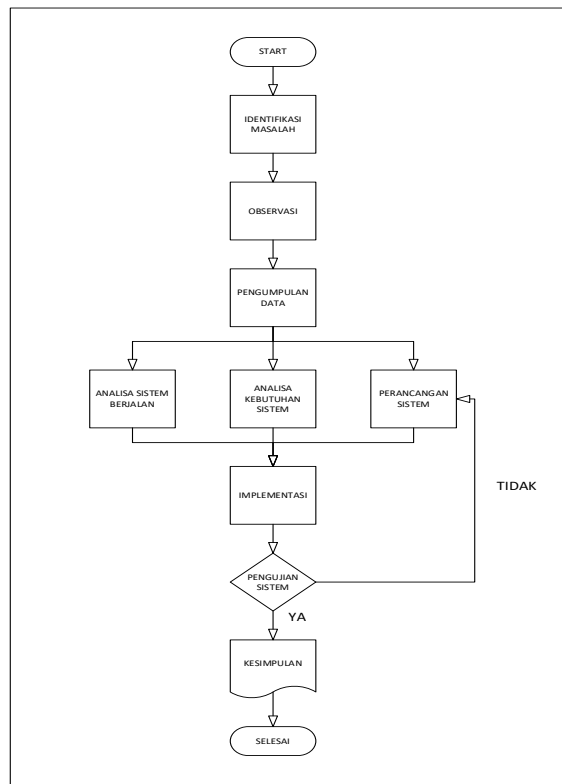 START
IDENTIFIKASI
MASALAH
OBSERVASI
PENGUMPULAN
DATA
ANALISA SISTEM
BERJALAN
ANALISA
KEBUTUHAN
SISTEM
PERANCANGAN
SISTEM
IMPLEMENTASI
TIDAK
PENGUJIAN
SISTEM
YA
KESIMPULAN
SELESAI